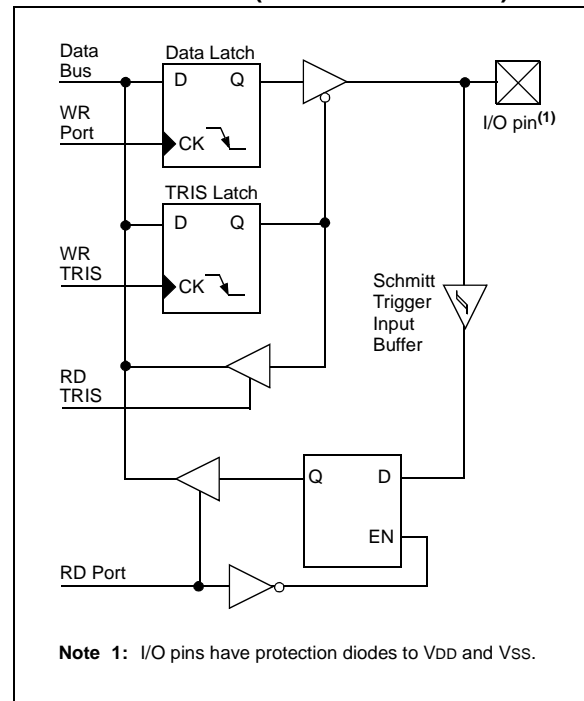 Data
Bus
Data Latch
D Q
WR
Port
CK
I/O pin(1)
TRIS Latch
D Q
WR
TRIS
CK
Schmitt
Trigger
Input
Buffer
RD
TRIS
Q D
EN
RD Port
Note 1: I/O pins have protection diodes to VDD and VSS.